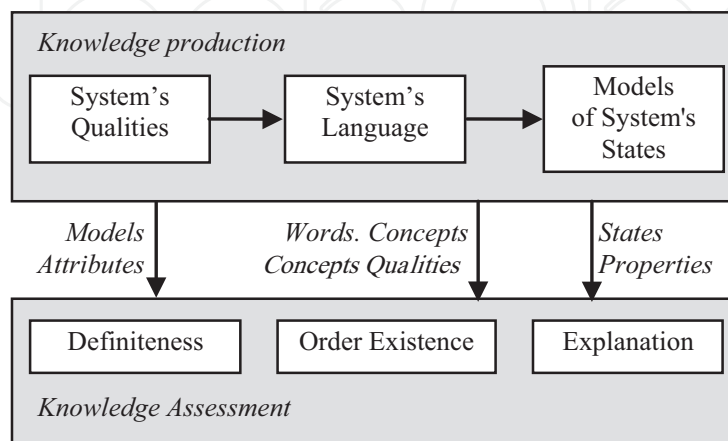 Knowledge production
System’s
Qualities
System’s
Language
Models
of System's
States
Models
Attributes
Words. Concepts
Concepts Qualities
States
Properties
Definiteness
Order Existence
Explanation
Knowledge Assessment